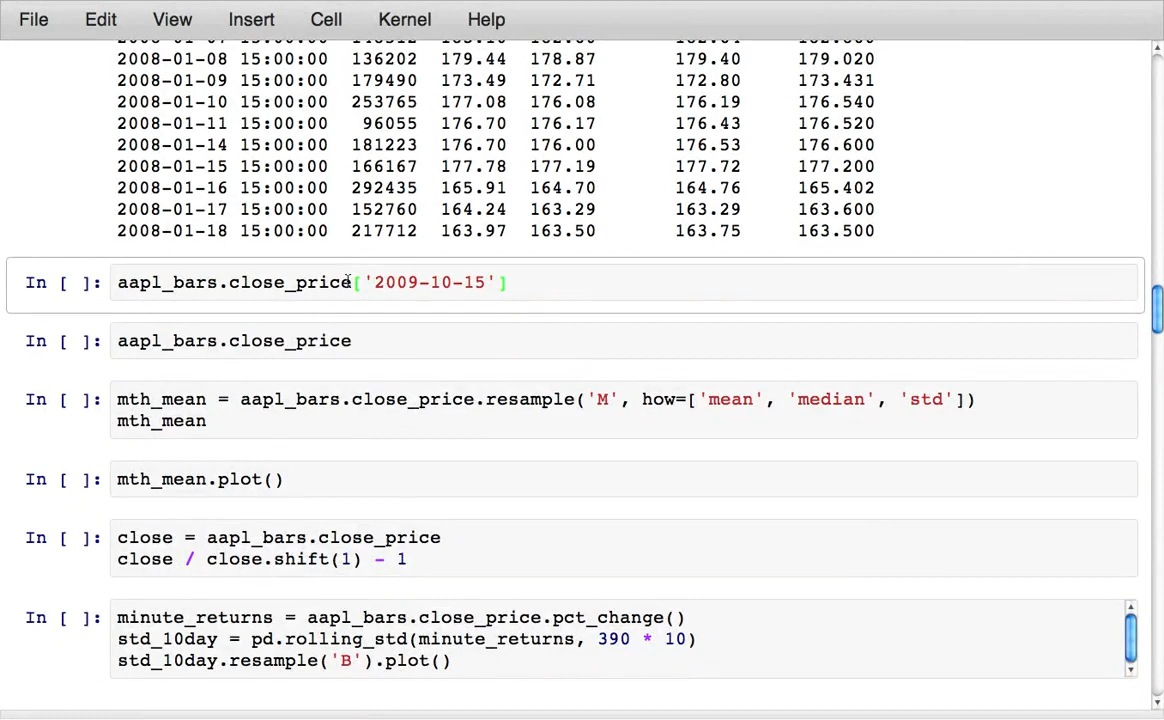 File Edit View Insert Cell Kernel Help
2008-01-08 15:00:00 136202 179.44 178.87 179.40 179.020
2008-01-09 15:00:00 179490 173.49 172.71 172.80 173.431
2008-01-10 15:00:00 253765 177.08 176.08 176.19 176.540
2008-01-11 15:00:00 96055 176.70 176.17 176.43 176.520
2008-01-14 15:00:00 181223 176.70 176.00 176.53 176.600
2008-01-15 15:00:00 166167 177.78 177.19 177.72 177.200
2008-01-16 15:00:00 292435 165.91 164.70 164.76 165.402
2008-01-17 15:00:00 152760 164.24 163.29 163.29 163.600
2008-01-18 15:00:00 217712 163.97 163.50 163.75 163.500
In [ ]: aapl_bars.close_price['2009-10-15']
In [ ]: aapl_bars.close_price
In [ ]: mth_mean = aapl_bars.close_price.resample('M', how=['mean', 'median', 'std'])
mth_mean
In [ ]: mth_mean.plot()
In [ ]: close = aapl_bars.close_price
close / close.shift(1) - 1
In [ ]: minute_returns = aapl_bars.close_price.pct_change()
std_10day = pd.rolling_std(minute_returns, 390 * 10)
std_10day.resample('B').plot()